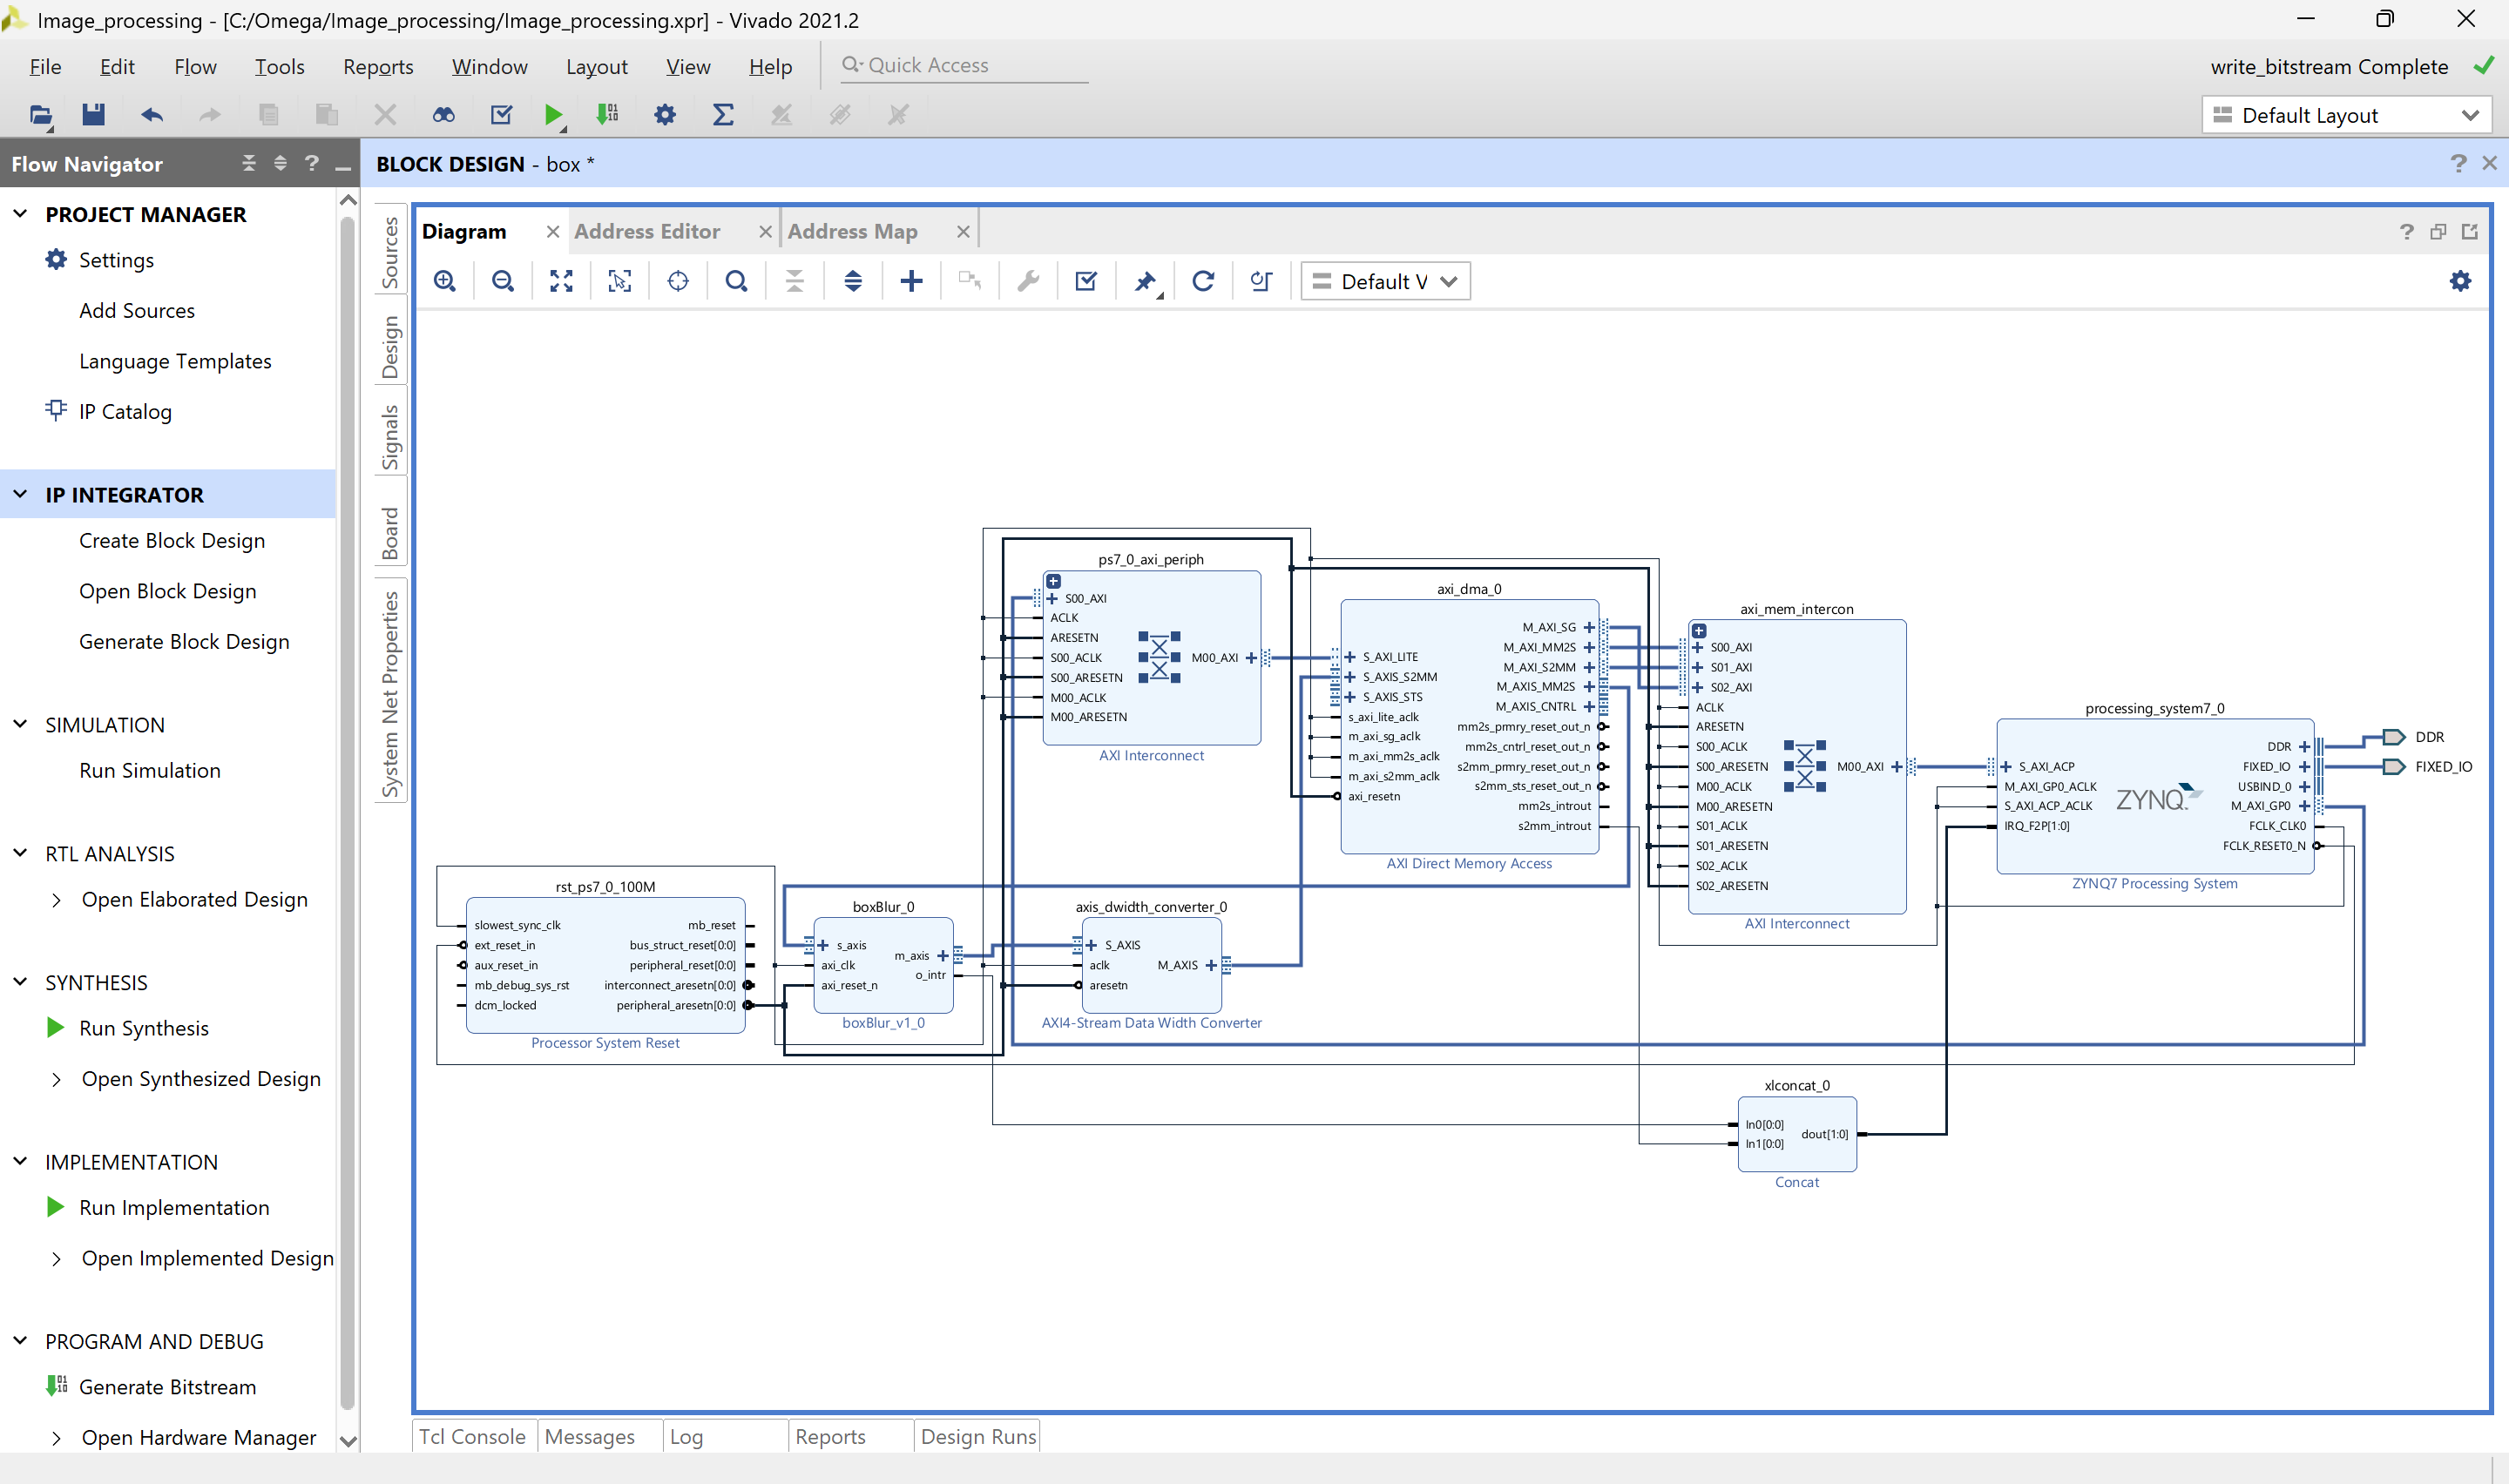 Image_processing - [C:/Omega/Image_processing/Image_processing.xpr] - Vivado 2021.2
File Edit Flow Tools Reports Window Layout View Help Quick Access
write_bitstream Complete
Default Layout
Flow Navigator
PROJECT MANAGER
Settings
Add Sources
Language Templates
IP Catalog
IP INTEGRATOR
Create Block Design
Open Block Design
Generate Block Design
SIMULATION
Run Simulation
RTL ANALYSIS
Open Elaborated Design
SYNTHESIS
Run Synthesis
Open Synthesized Design
IMPLEMENTATION
Run Implementation
Open Implemented Design
PROGRAM AND DEBUG
Generate Bitstream
Open Hardware Manager
BLOCK DESIGN - box *
Sources
Design
Signals
Board
System Net Properties
Diagram
Address Editor
Address Map
Default V
rst_ps7_0_100M
slowest_sync_clk
ext_reset_in
aux_reset_in
mb_debug_sys_rst
dcm_locked
mb_reset
bus_struct_reset[0:0]
peripheral_reset[0:0]
interconnect_aresetn[0:0]
peripheral_aresetn[0:0]
Processor System Reset
boxBlur_0
s_axis
axi_clk
axi_reset_n
m_axis
o_intr
boxBlur_v1_0
ps7_0_axi_periph
S00_AXI
ACLK
ARESETN
S00_ACLK
S00_ARESETN
M00_ACLK
M00_ARESETN
M00_AXI
AXI Interconnect
axis_dwidth_converter_0
S_AXIS
aclk
aresetn
M_AXIS
AXI4-Stream Data Width Converter
axi_dma_0
S_AXI_LITE
S_AXIS_S2MM
S_AXIS_STS
s_axi_lite_aclk
m_axi_sg_aclk
m_axi_mm2s_aclk
m_axi_s2mm_aclk
axi_resetn
M_AXI_SG
M_AXI_MM2S
M_AXI_S2MM
M_AXIS_MM2S
M_AXIS_CNTRL
mm2s_prmry_reset_out_n
mm2s_cntrl_reset_out_n
s2mm_prmry_reset_out_n
s2mm_sts_reset_out_n
mm2s_introut
s2mm_introut
AXI Direct Memory Access
axi_mem_intercon
S00_AXI
S01_AXI
S02_AXI
ACLK
ARESETN
S00_ACLK
S00_ARESETN
M00_ACLK
M00_ARESETN
S01_ACLK
S01_ARESETN
S02_ACLK
S02_ARESETN
M00_AXI
AXI Interconnect
xlconcat_0
In0[0:0]
In1[0:0]
dout[1:0]
Concat
processing_system7_0
S_AXI_ACP
M_AXI_GP0_ACLK
S_AXI_ACP_ACLK
IRQ_F2P[1:0]
ZYNQ
DDR
FIXED_IO
USBIND_0
M_AXI_GP0
FCLK_CLK0
FCLK_RESET0_N
ZYNQ7 Processing System
DDR
FIXED_IO
Tcl Console
Messages
Log
Reports
Design Runs